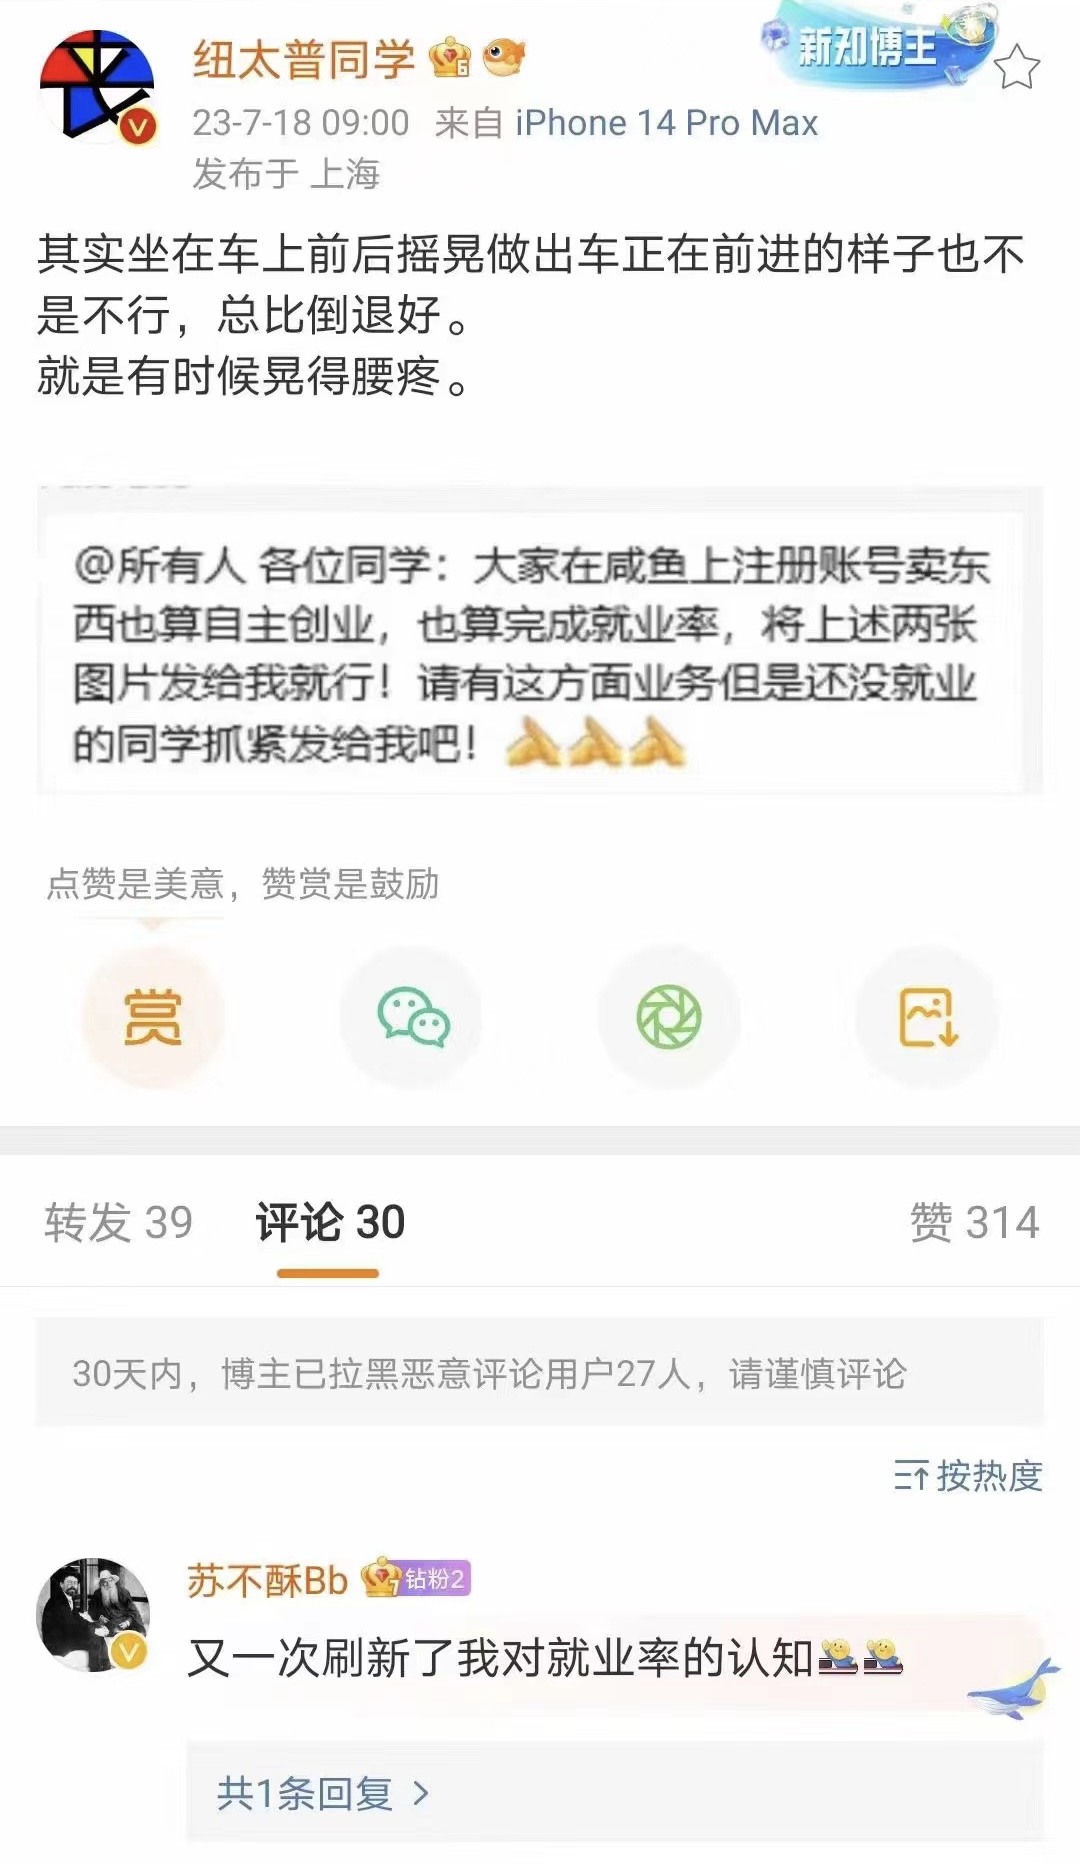 纽太普同学
新知博主
23-7-18 09:00 来自 iPhone 14 Pro Max
发布于 上海
其实坐在车上前后摇晃做出车正在前进的样子也不
是不行，总比倒退好。
就是有时候晃得腰疼。
@所有人 各位同学：大家在咸鱼上注册账号卖东
西也算自主创业，也算完成就业率，将上述两张
图片发给我就行！请有这方面业务但是还没就业
的同学抓紧发给我吧！
点赞是美意，赞赏是鼓励
赏
转发 39 评论 30 赞 314
30天内，博主已拉黑恶意评论用户27人，请谨慎评论
按热度
苏不酥Bb 钻粉2
又一次刷新了我对就业率的认知
共1条回复